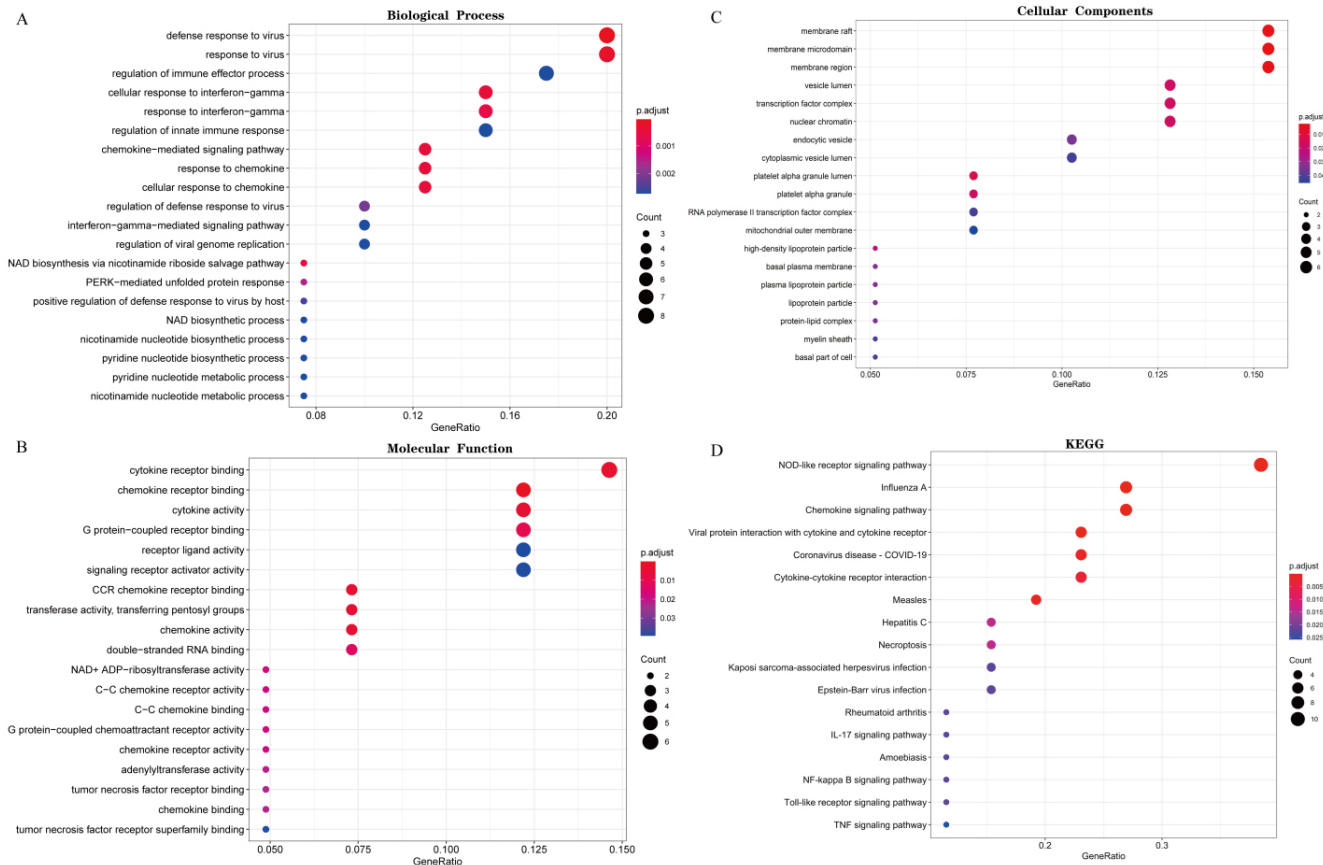 A
Biological Process
defense response to virus
response to virus
regulation of immune effector process
cellular response to interferon−gamma
response to interferon−gamma
regulation of innate immune response
chemokine−mediated signaling pathway
response to chemokine
cellular response to chemokine
regulation of defense response to virus
interferon−gamma−mediated signaling pathway
regulation of viral genome replication
NAD biosynthesis via nicotinamide riboside salvage pathway
PERK−mediated unfolded protein response
positive regulation of defense response to virus by host
NAD biosynthetic process
nicotinamide nucleotide biosynthetic process
pyridine nucleotide biosynthetic process
pyridine nucleotide metabolic process
nicotinamide nucleotide metabolic process
0.08 0.12 0.16 0.20
GeneRatio
p.adjust
0.001
0.002
Count
3
4
5
6
7
8
C
Cellular Components
membrane raft
membrane microdomain
membrane region
vesicle lumen
transcription factor complex
nuclear chromatin
endocytic vesicle
cytoplasmic vesicle lumen
platelet alpha granule lumen
platelet alpha granule
RNA polymerase II transcription factor complex
mitochondrial outer membrane
high−density lipoprotein particle
basal plasma membrane
plasma lipoprotein particle
lipoprotein particle
protein−lipid complex
myelin sheath
basal part of cell
0.050 0.075 0.100 0.125 0.150
GeneRatio
p.adjust
Count
2
3
4
5
6
B
Molecular Function
cytokine receptor binding
chemokine receptor binding
cytokine activity
G protein−coupled receptor binding
receptor ligand activity
signaling receptor activator activity
CCR chemokine receptor binding
transferase activity, transferring pentosyl groups
chemokine activity
double−stranded RNA binding
NAD+ ADP−ribosyltransferase activity
C−C chemokine receptor activity
C−C chemokine binding
G protein−coupled chemoattractant receptor activity
chemokine receptor activity
adenylyltransferase activity
tumor necrosis factor receptor binding
chemokine binding
tumor necrosis factor receptor superfamily binding
0.050 0.075 0.100 0.125 0.150
GeneRatio
p.adjust
0.01
0.02
0.03
Count
2
3
4
5
6
D
KEGG
NOD−like receptor signaling pathway
Influenza A
Chemokine signaling pathway
Viral protein interaction with cytokine and cytokine receptor
Coronavirus disease - COVID−19
Cytokine−cytokine receptor interaction
Measles
Hepatitis C
Necroptosis
Kaposi sarcoma−associated herpesvirus infection
Epstein−Barr virus infection
Rheumatoid arthritis
IL−17 signaling pathway
Amoebiasis
NF−kappa B signaling pathway
Toll−like receptor signaling pathway
TNF signaling pathway
0.2 0.3
GeneRatio
p.adjust
0.005
0.010
0.015
0.020
0.025
Count
4
6
8
10